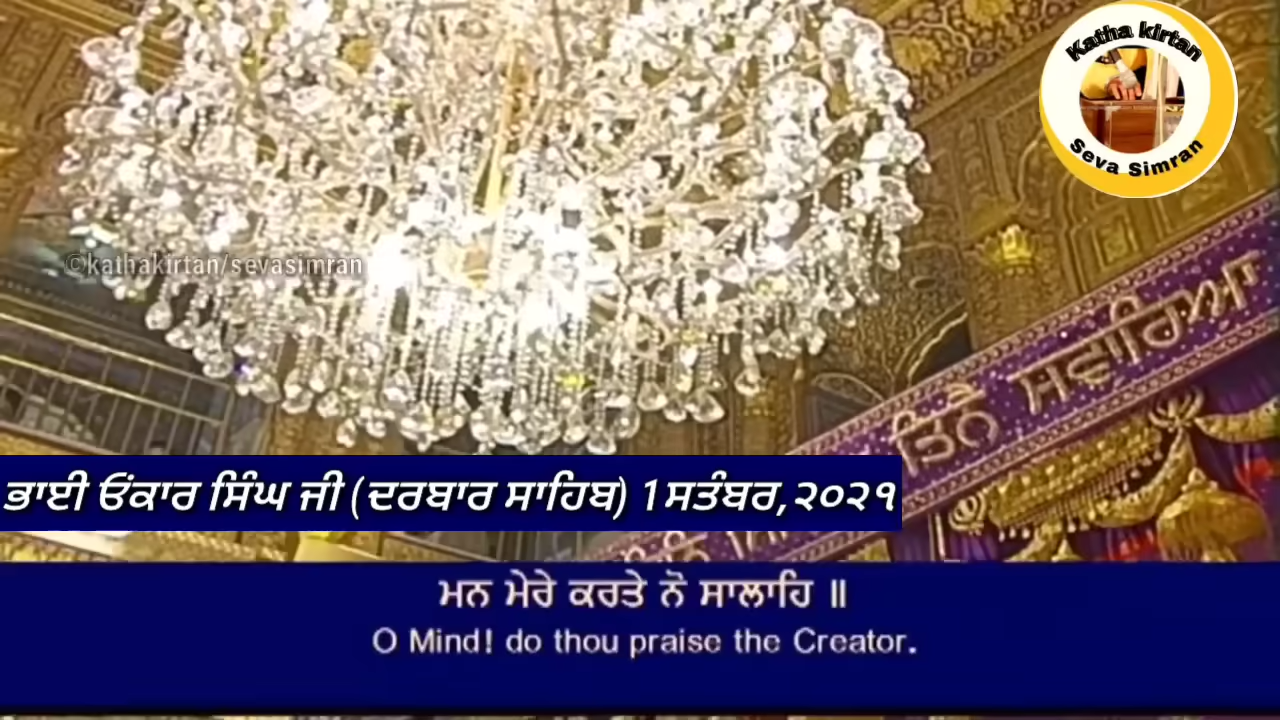 Katha kirtan
Seva Simran
©kathakirtan/sevasimran
ਤਿਨੈ ਸਵਾਰਿਆ
ਭਾਈ ਓਂਕਾਰ ਸਿੰਘ ਜੀ (ਦਰਬਾਰ ਸਾਹਿਬ) 1 ਸਤੰਬਰ,੨੦੨੧
ਮਨ ਮੇਰੇ ਕਰਤੇ ਨੋ ਸਾਲਾਹਿ ॥
O Mind! do thou praise the Creator.